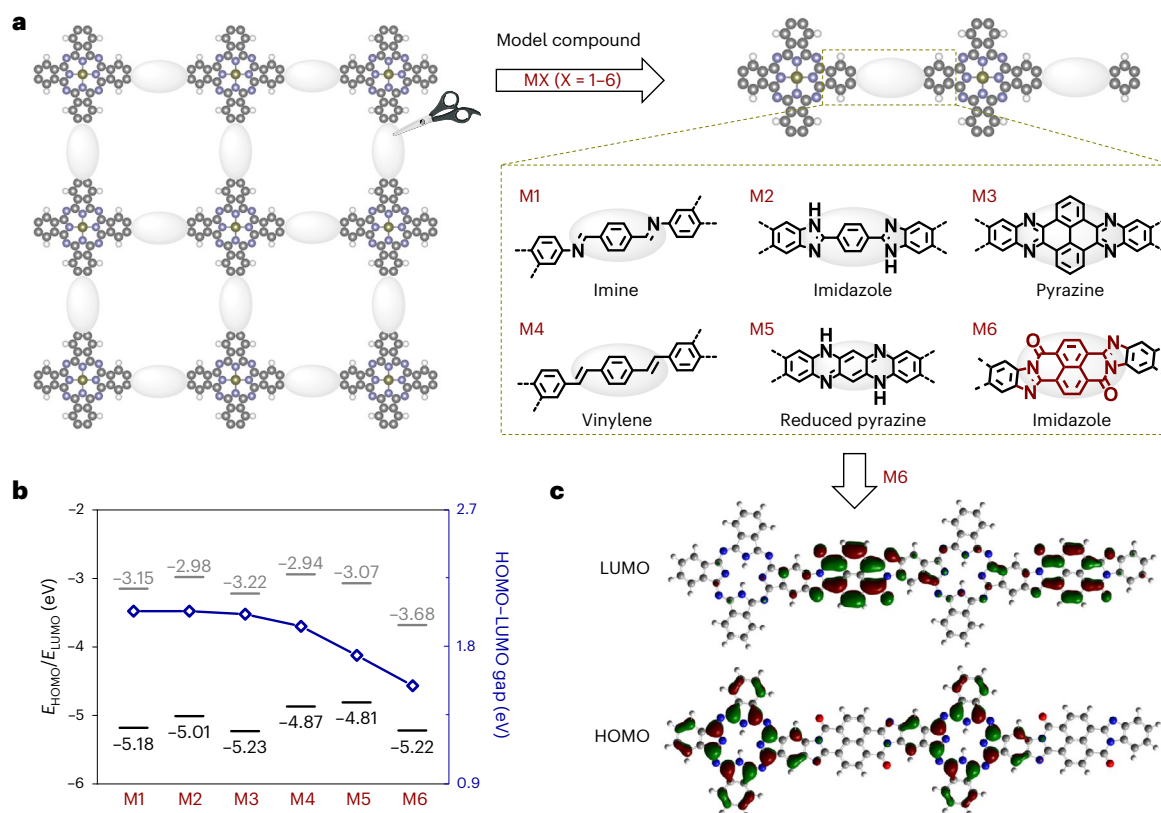 a
Model compound
MX (X = 1–6)
M1
M2
M3
N
N
H
N
N
N
N
H
N
N
N
N
Imine
Imidazole
Pyrazine
M4
M5
M6
H
N
N
N
N
H
O
N
N
N
N
O
Vinylene
Reduced pyrazine
Imidazole
M6
b
E_HOMO/E_LUMO (eV)
−2
−3
−4
−5
−6
−3.15
−2.98
−3.22
−2.94
−3.07
−3.68
−5.18
−5.01
−5.23
−4.87
−4.81
−5.22
M1
M2
M3
M4
M5
M6
2.7
1.8
0.9
HOMO–LUMO gap (eV)
c
LUMO
HOMO